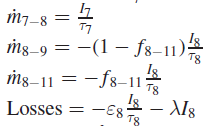 ṁ₇₋₈ = I₇/τ₇
ṁ₈₋₉ = −(1 − f₈₋₁₁) I₈/τ₈
ṁ₈₋₁₁ = −f₈₋₁₁ I₈/τ₈
Losses = −ε₈ I₈/τ₈ − λI₈